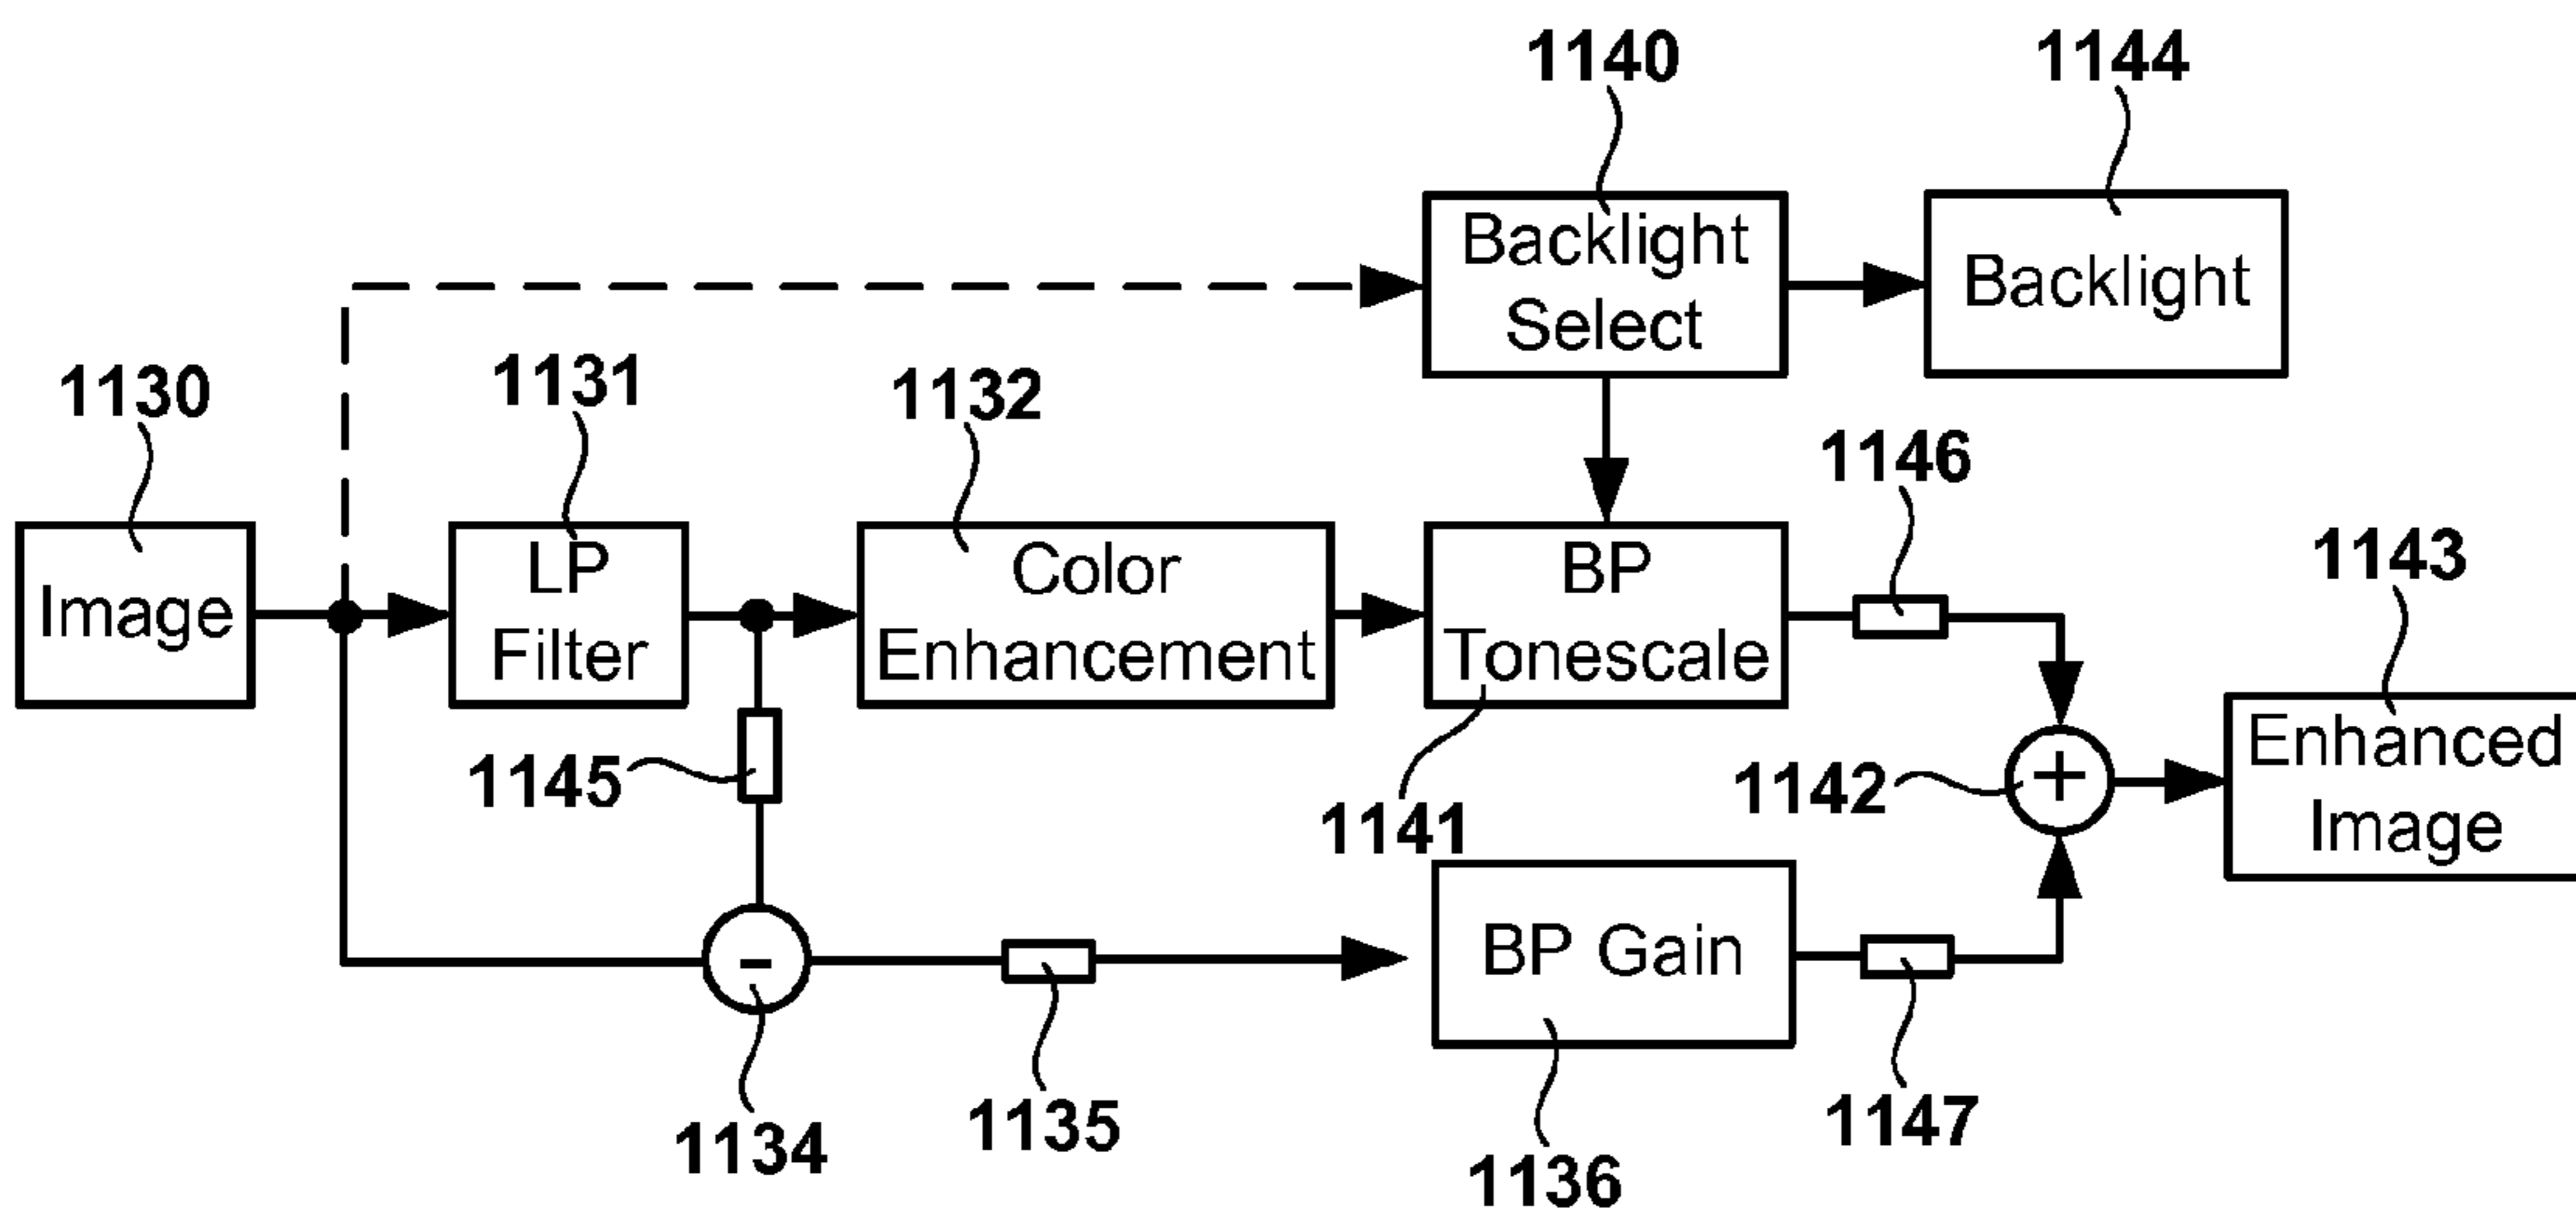 1140
1144
Backlight
Select
Backlight
1130
1131
1132
1146
1143
Image
LP
Filter
Color
Enhancement
BP
Tonescale
1145
1141
1142
+
Enhanced
Image
-
BP Gain
1134
1135
1136
1147